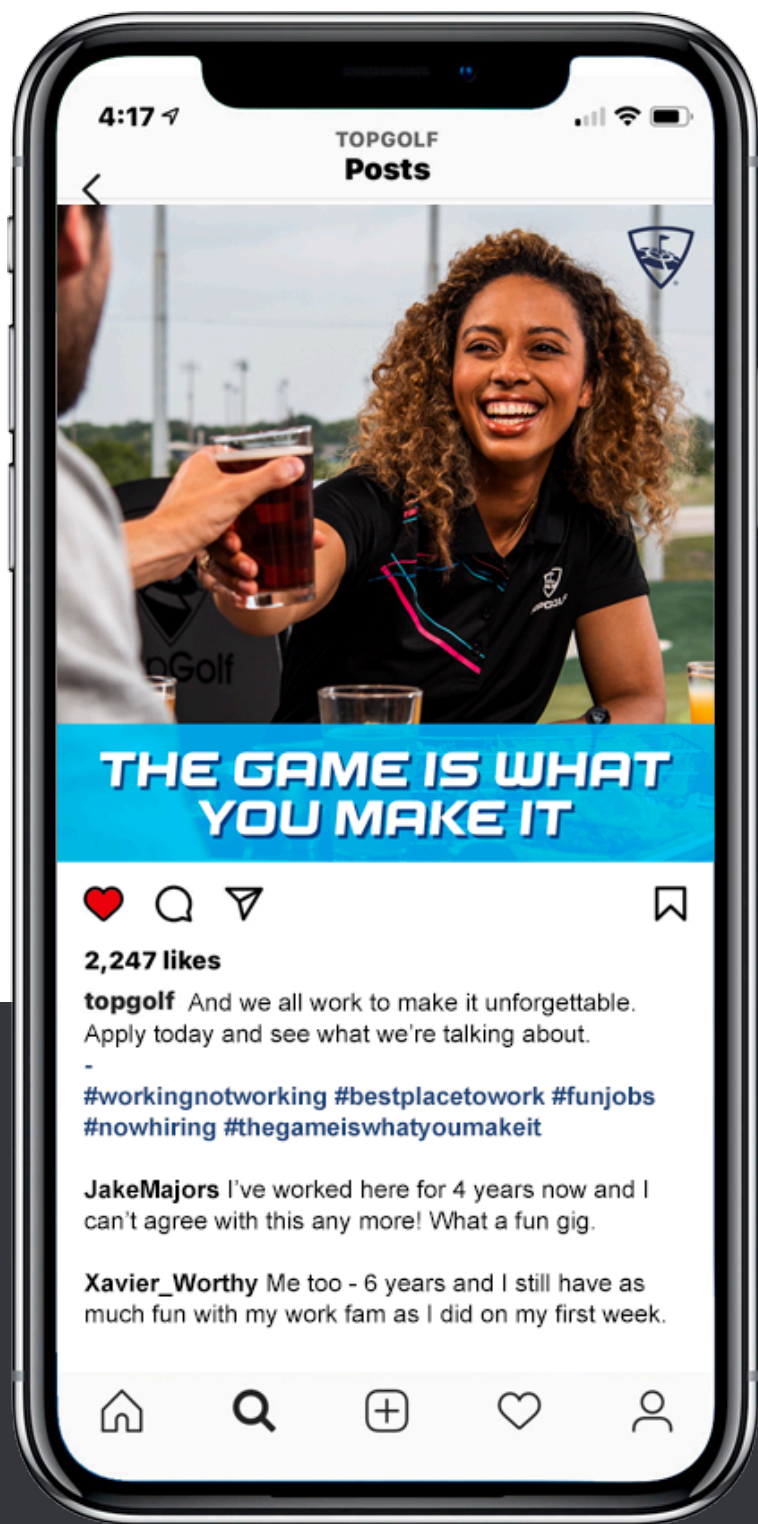 4:17
TOPGOLF
Posts
THE GAME IS WHAT
YOU MAKE IT
2,247 likes
topgolf And we all work to make it unforgettable.
Apply today and see what we're talking about.
-
#workingnotworking #bestplacetowork #funjobs
#nowhiring #thegameiswhatyoumakeit
JakeMajors I've worked here for 4 years now and I
can't agree with this any more! What a fun gig.
Xavier_Worthy Me too - 6 years and I still have as
much fun with my work fam as I did on my first week.